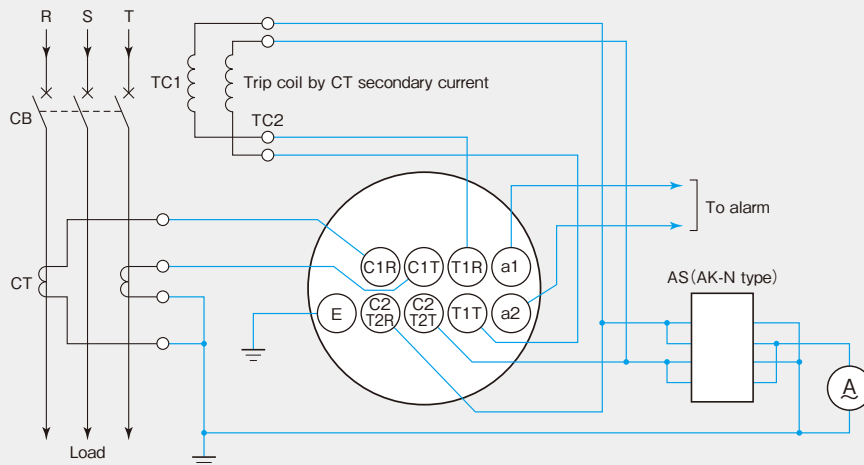 R S T
TC1
Trip coil by CT secondary current
CB
TC2
To alarm
C1R C1T T1R a1
CT
AS(AK-N type)
E C2 T2R C2 T2T T1T a2
A
Load